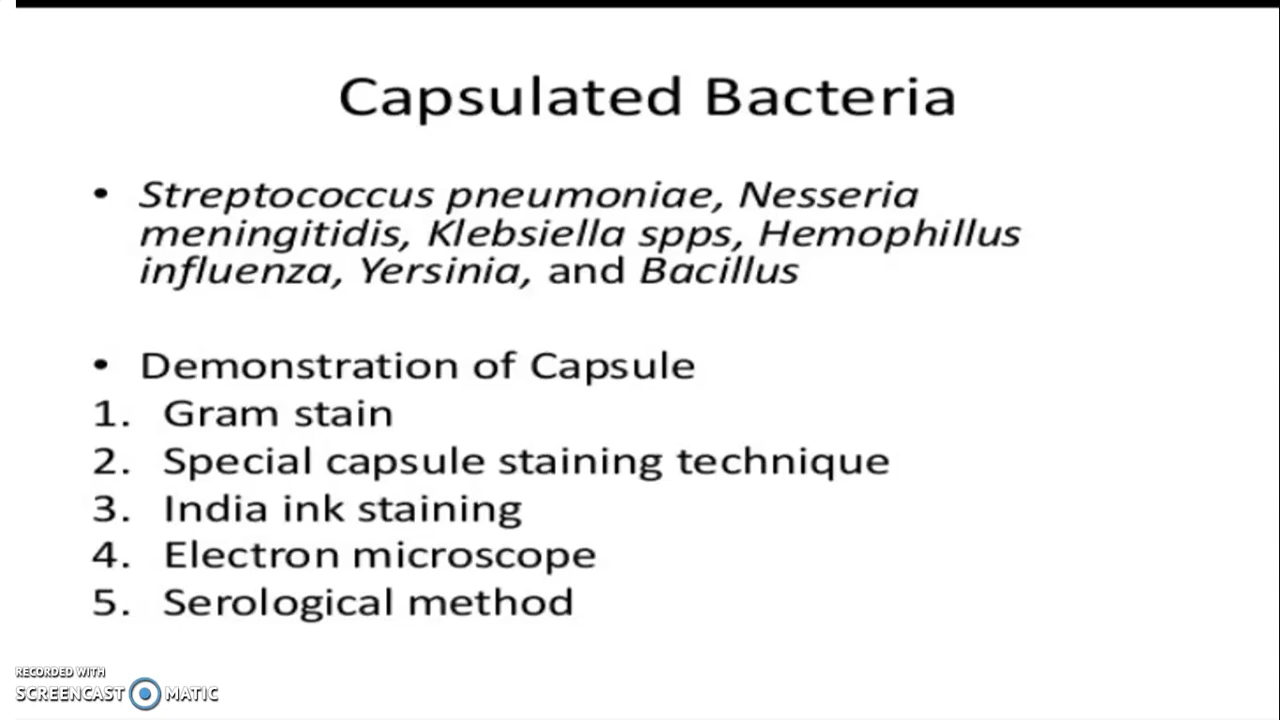 Capsulated Bacteria
• Streptococcus pneumoniae, Nesseria
meningitidis, Klebsiella spps, Hemophillus
influenza, Yersinia, and Bacillus
• Demonstration of Capsule
1. Gram stain
2. Special capsule staining technique
3. India ink staining
4. Electron microscope
5. Serological method
RECORDED WITH
SCREENCAST MATIC